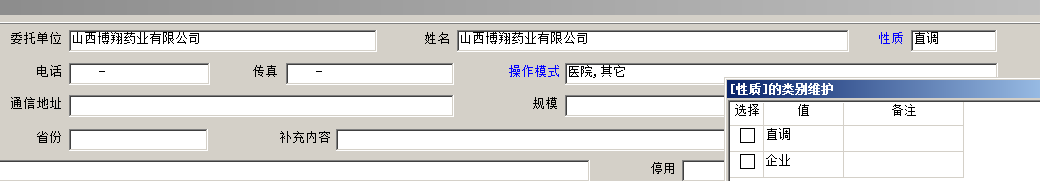 委托单位 山西博翔药业有限公司 姓名 山西博翔药业有限公司 性质 直调
电话 - 传真 - 操作模式 医院,其它
通信地址 规模
[性质]的类别维护
选择 值 备注
直调
企业
省份 补充内容
停用